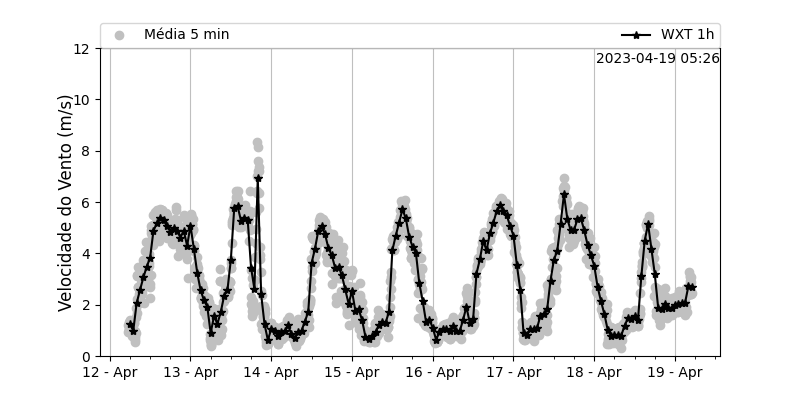 Média 5 min
WXT 1h
2023-04-19 05:26
Velocidade do Vento (m/s)
12
10
8
6
4
2
0
12 - Apr
13 - Apr
14 - Apr
15 - Apr
16 - Apr
17 - Apr
18 - Apr
19 - Apr